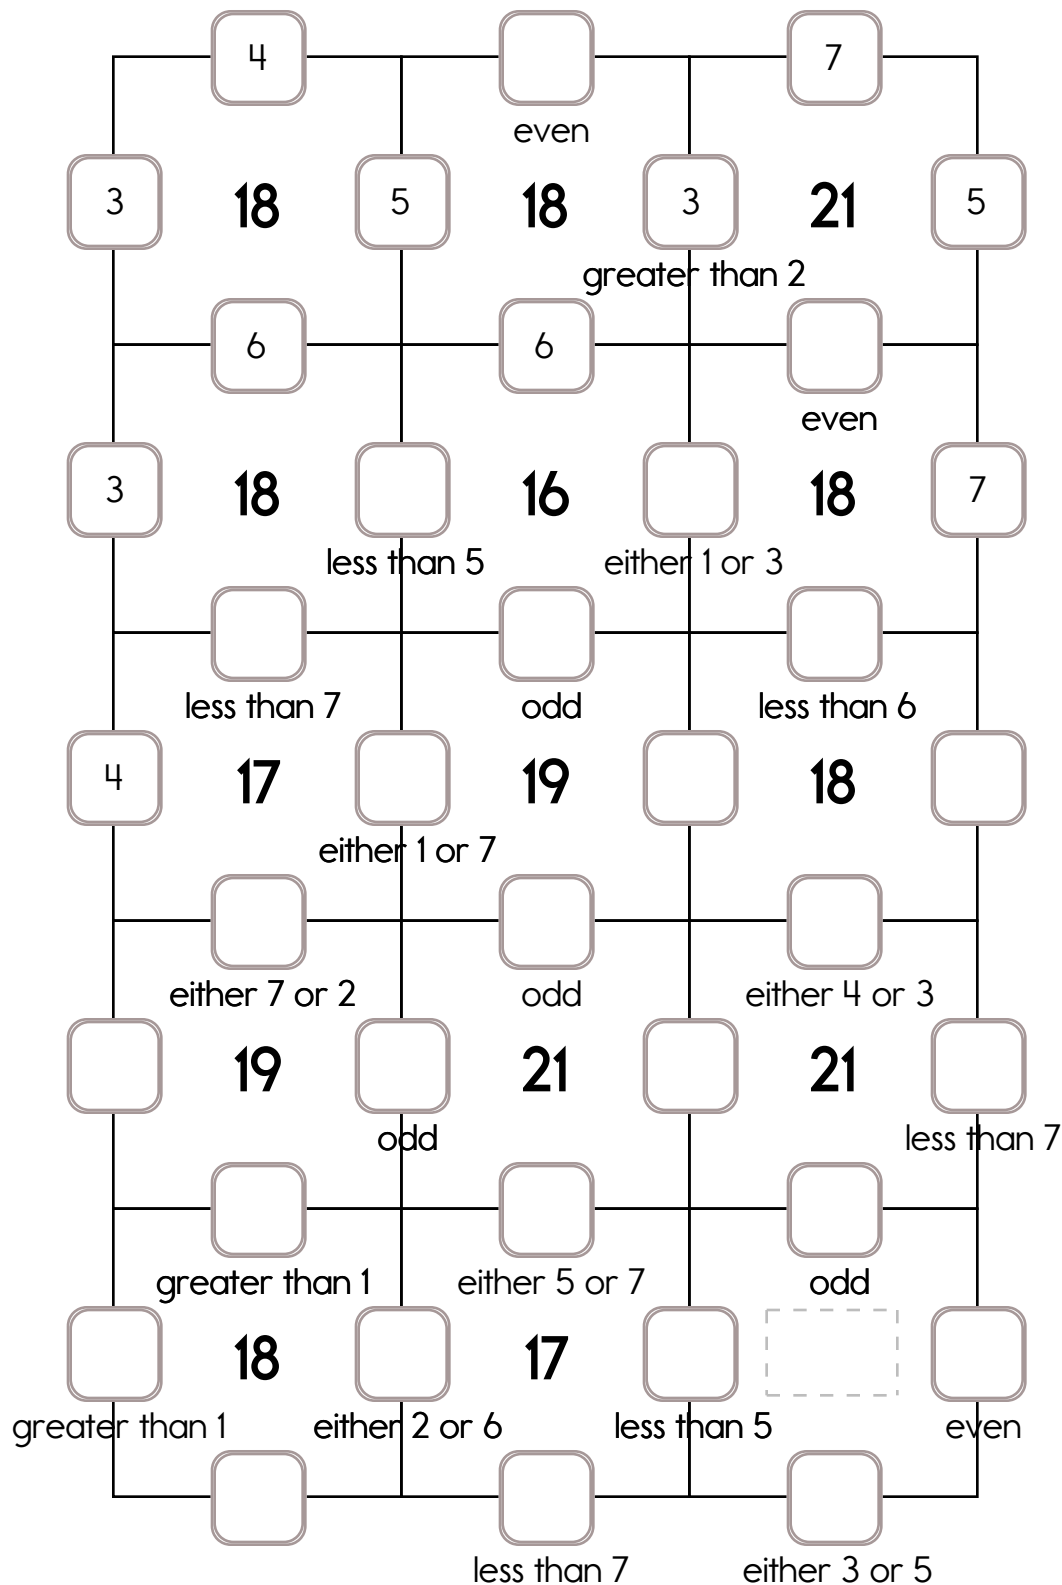 4 7
even
3 18 5 18 3 21 5
greater than 2
6 6
even
3 18 16 18 7
less than 5 either 1 or 3
less than 7 odd less than 6
4 17 19 18
either 1 or 7
either 7 or 2 odd either 4 or 3
19 21 21
odd less than 7
greater than 1 either 5 or 7 odd
18 17
greater than 1 either 2 or 6 less than 5 even
less than 7 either 3 or 5